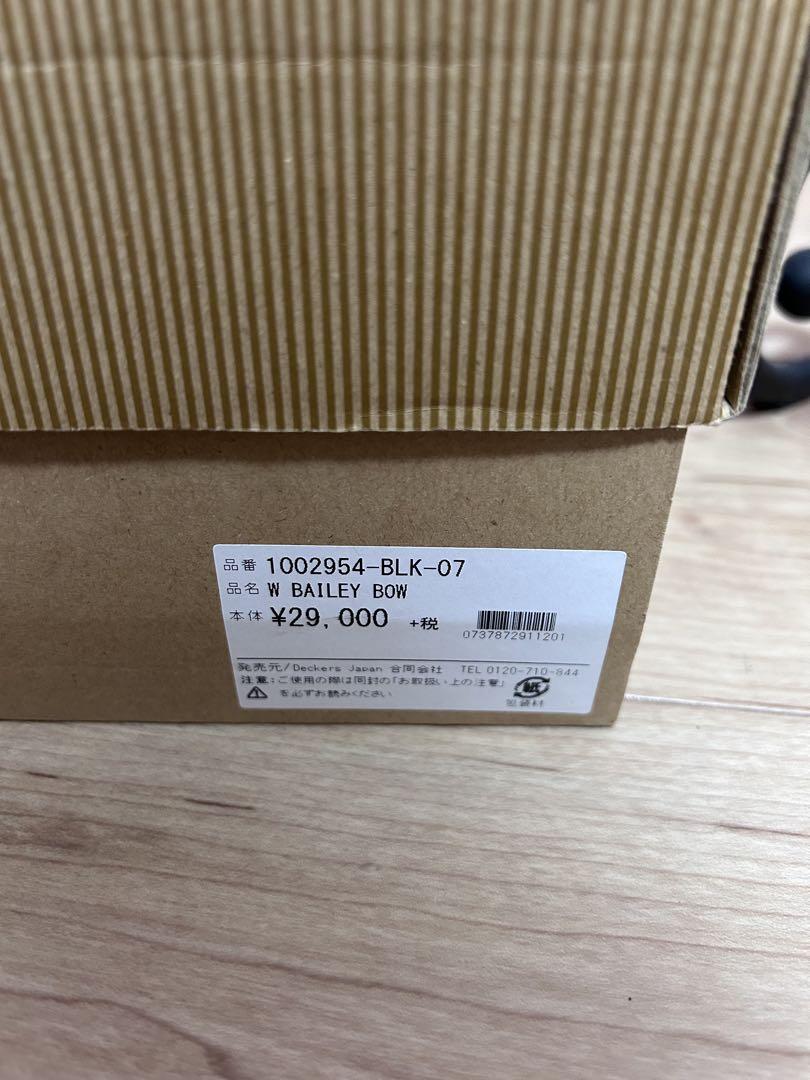 品番 1002954-BLK-07
品名 W BAILEY BOW
本体 ¥29,000 +税
0737872911201
発売元/Deckers Japan 合同会社 TEL 0120-710-844
注意:ご使用の際は同封の「お取扱い上の注意」
を必ずお読みください
紙
包装材